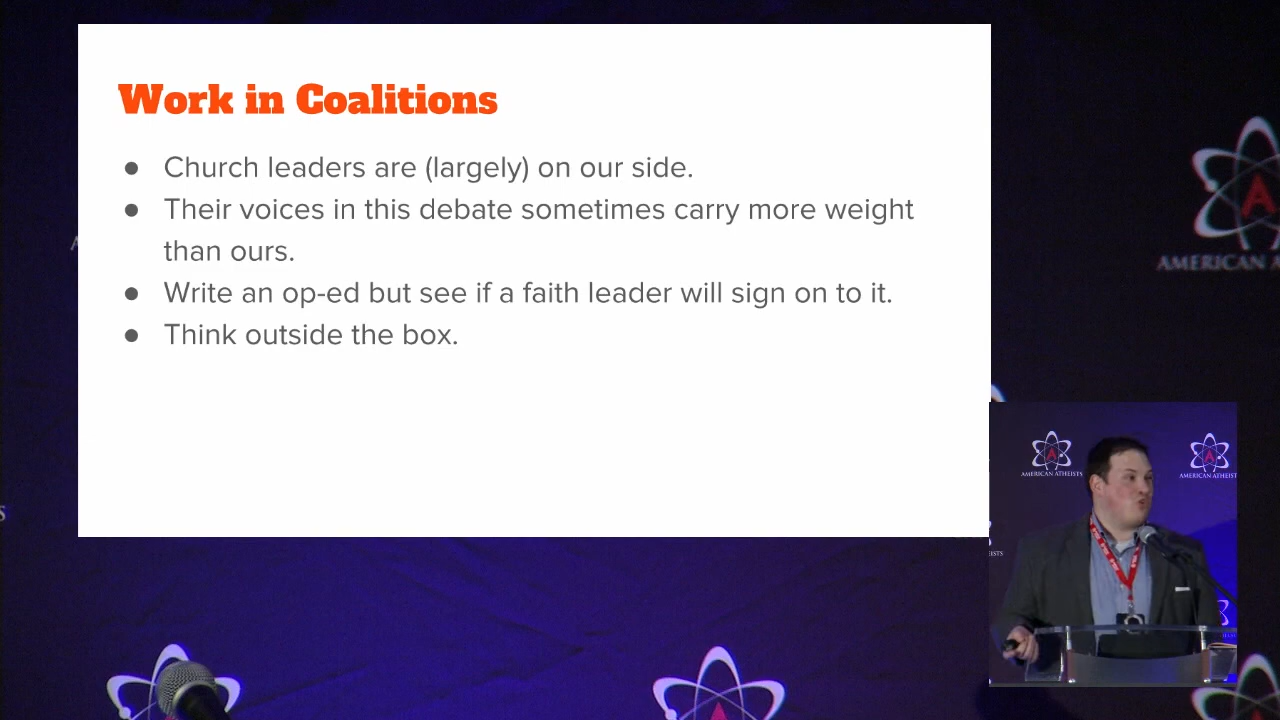 Work in Coalitions
● Church leaders are (largely) on our side.
● Their voices in this debate sometimes carry more weight
than ours.
● Write an op-ed but see if a faith leader will sign on to it.
● Think outside the box.
AMERICAN A
AMERICAN ATHEISTS
AMERICAN ATHEIST